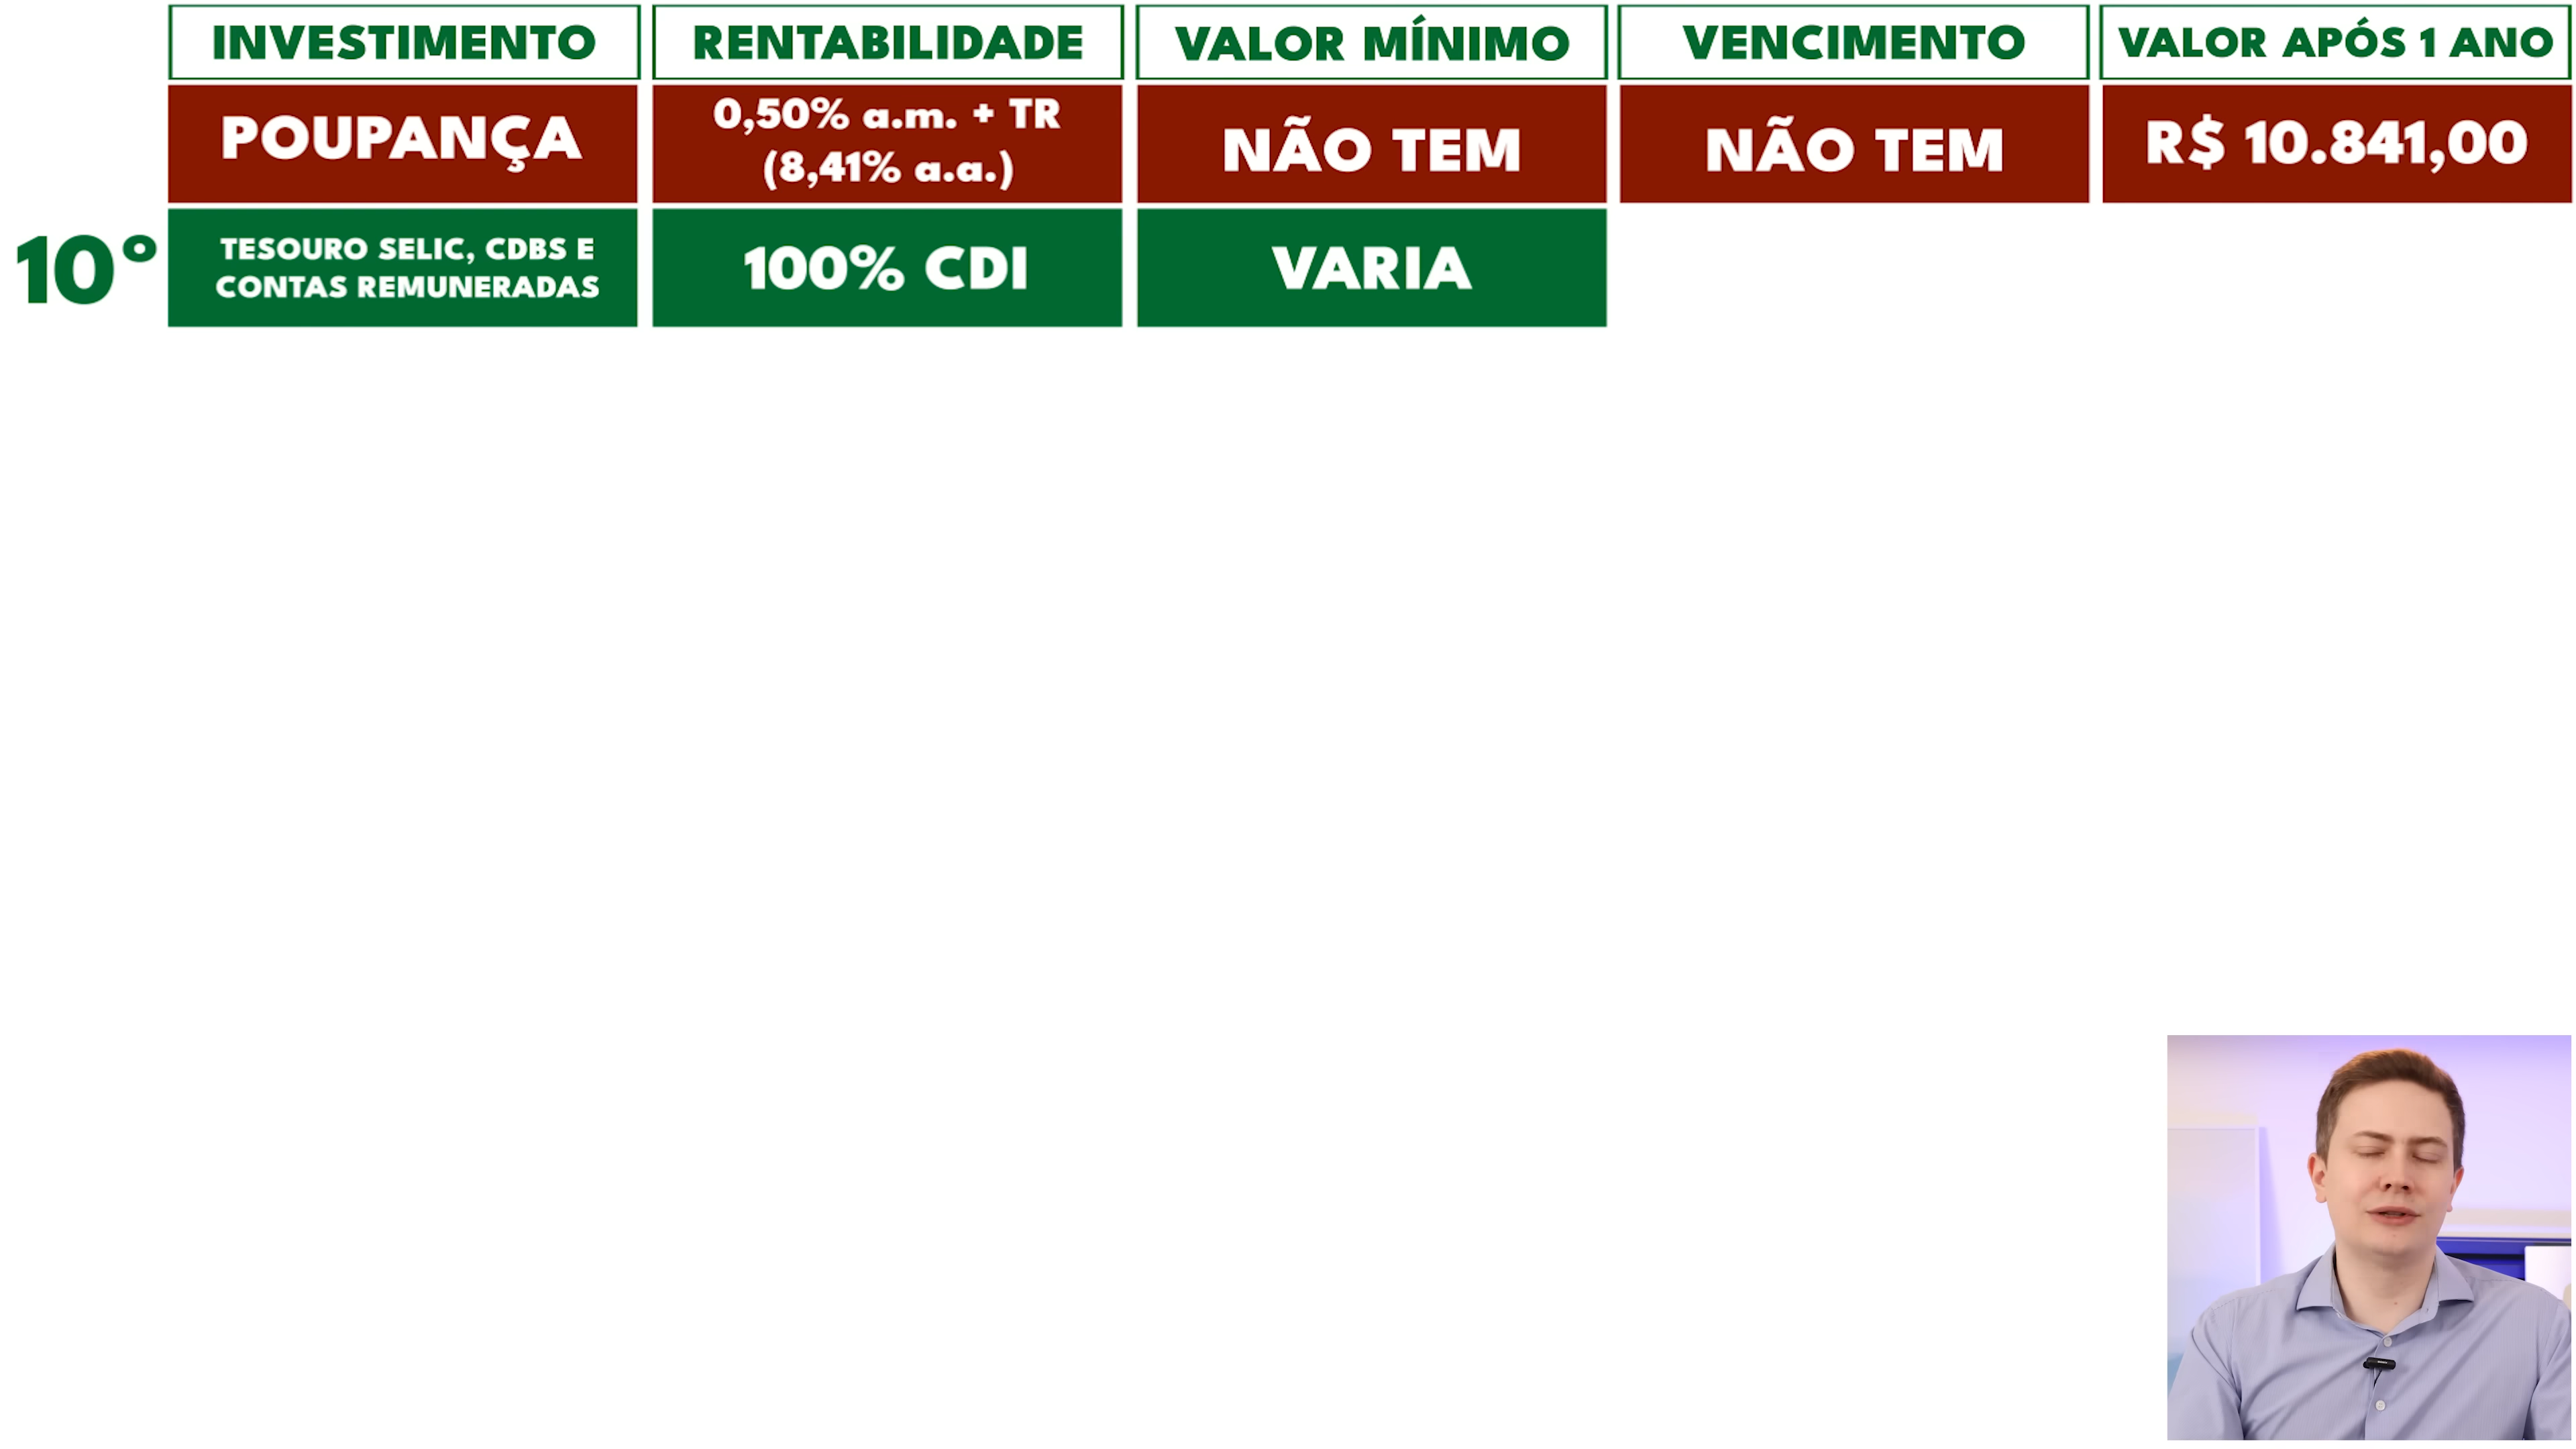 INVESTIMENTO RENTABILIDADE VALOR MÍNIMO VENCIMENTO VALOR APÓS 1 ANO
POUPANÇA
0,50% a.m. + TR
(8,41% a.a.)
NÃO TEM
NÃO TEM
R$ 10.841,00
10º
TESOURO SELIC, CDBS E
CONTAS REMUNERADAS
100% CDI
VARIA